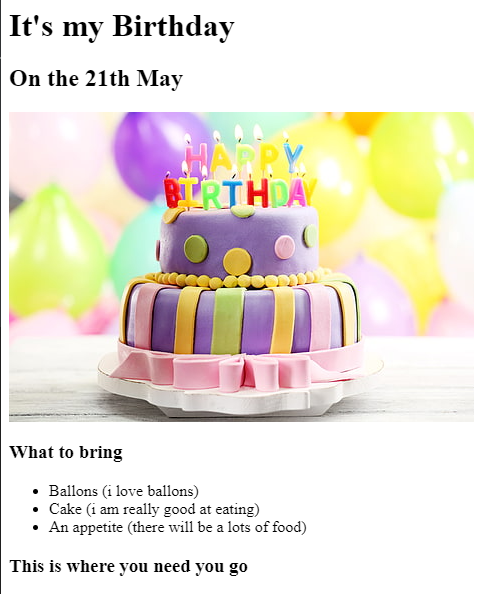 It's my Birthday
On the 21th May
HAPPY
BIRTHDAY
What to bring
Ballons (i love ballons)
Cake (i am really good at eating)
An appetite (there will be a lots of food)
This is where you need you go